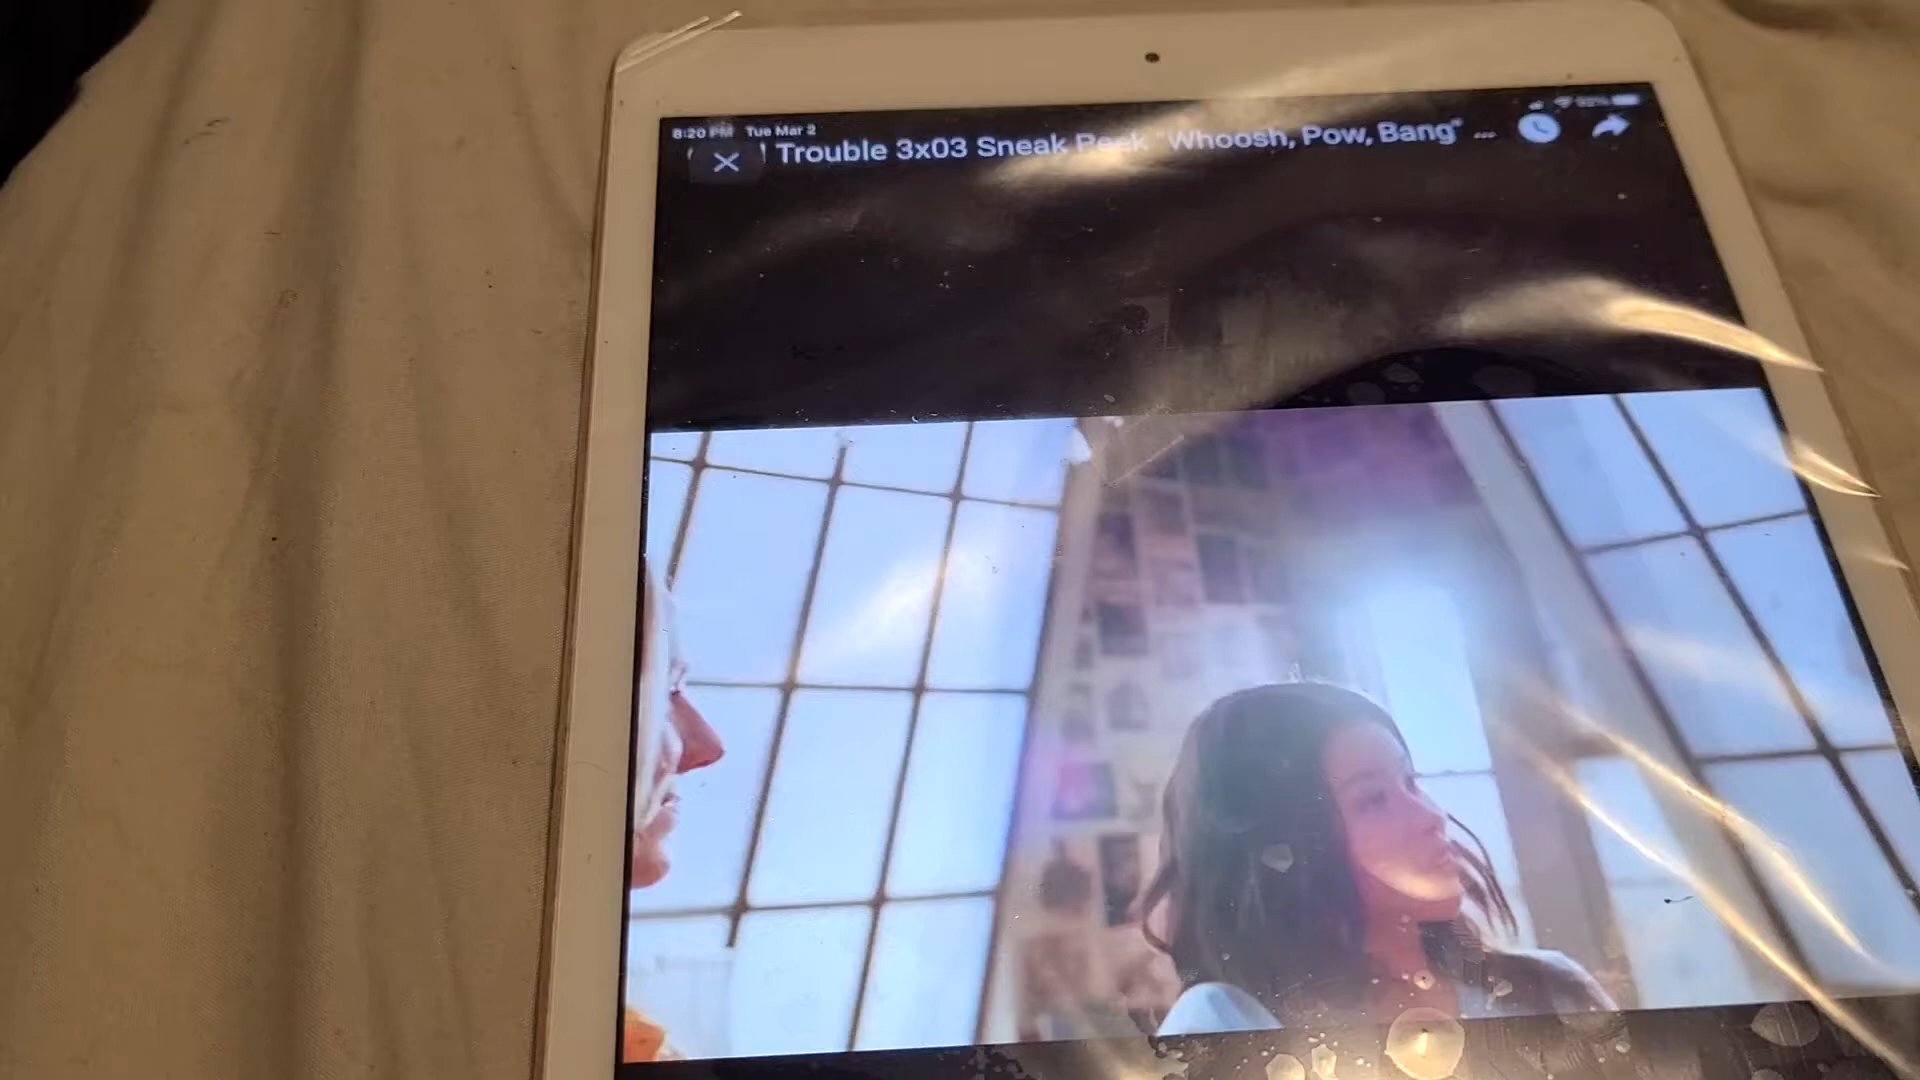 8:20 PM Tue Mar 2
Trouble 3x03 Sneak Peek "Whoosh, Pow, Bang" ...